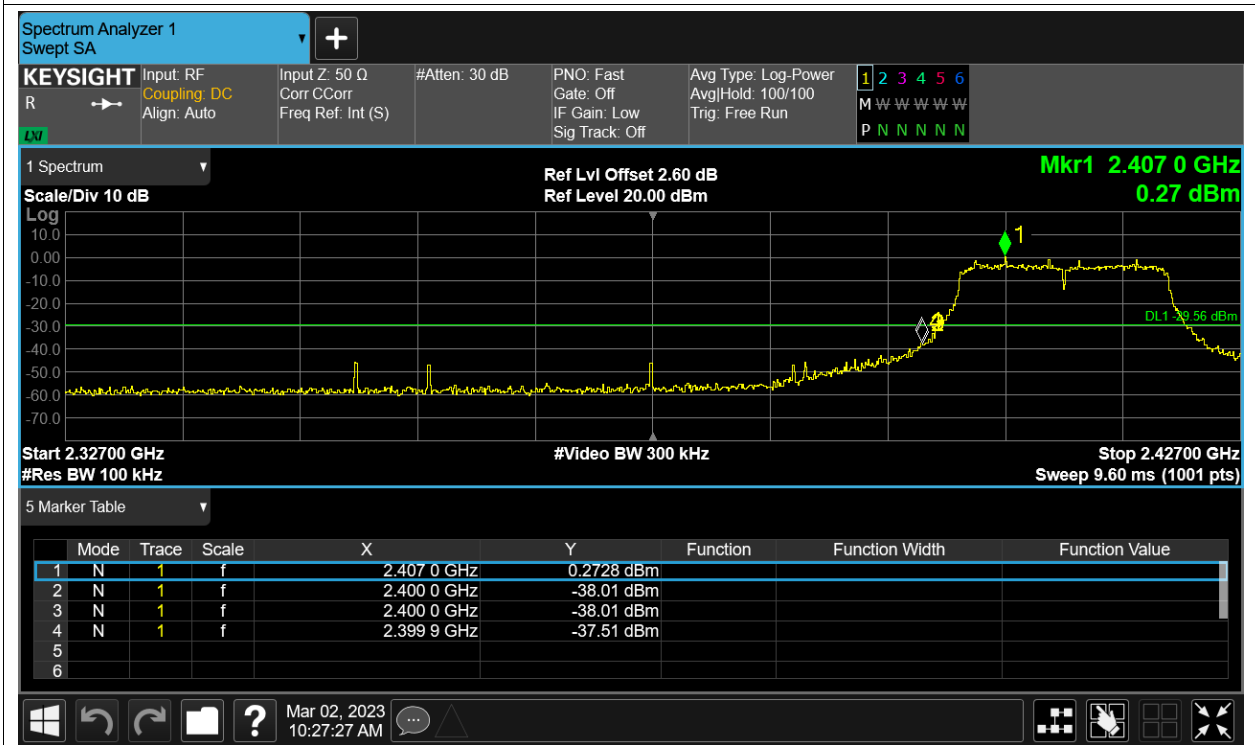 Spectrum Analyzer 1
Swept SA
KEYSIGHT Input: RF Input Z: 50 Ω #Atten: 30 dB PNO: Fast Avg Type: Log-Power 1 2 3 4 5 6
R Coupling: DC Corr CCorr Gate: Off Avg|Hold: 100/100 M W W W W W
Align: Auto Freq Ref: Int (S) IF Gain: Low Trig: Free Run
LXI Sig Track: Off P N N N N N
1 Spectrum Ref Lvl Offset 2.60 dB Mkr1 2.407 0 GHz
Scale/Div 10 dB Ref Level 20.00 dBm 0.27 dBm
Log
10.0
1
0.00
-10.0
-20.0
DL1 -29.56 dBm
-30.0
-40.0
-50.0
-60.0
-70.0
Start 2.32700 GHz #Video BW 300 kHz Stop 2.42700 GHz
#Res BW 100 kHz Sweep 9.60 ms (1001 pts)
5 Marker Table
Mode Trace Scale X Y Function Function Width Function Value
1 N 1 f 2.407 0 GHz 0.2728 dBm
2 N 1 f 2.400 0 GHz -38.01 dBm
3 N 1 f 2.400 0 GHz -38.01 dBm
4 N 1 f 2.399 9 GHz -37.51 dBm
5
6
? Mar 02, 2023
10:27:27 AM